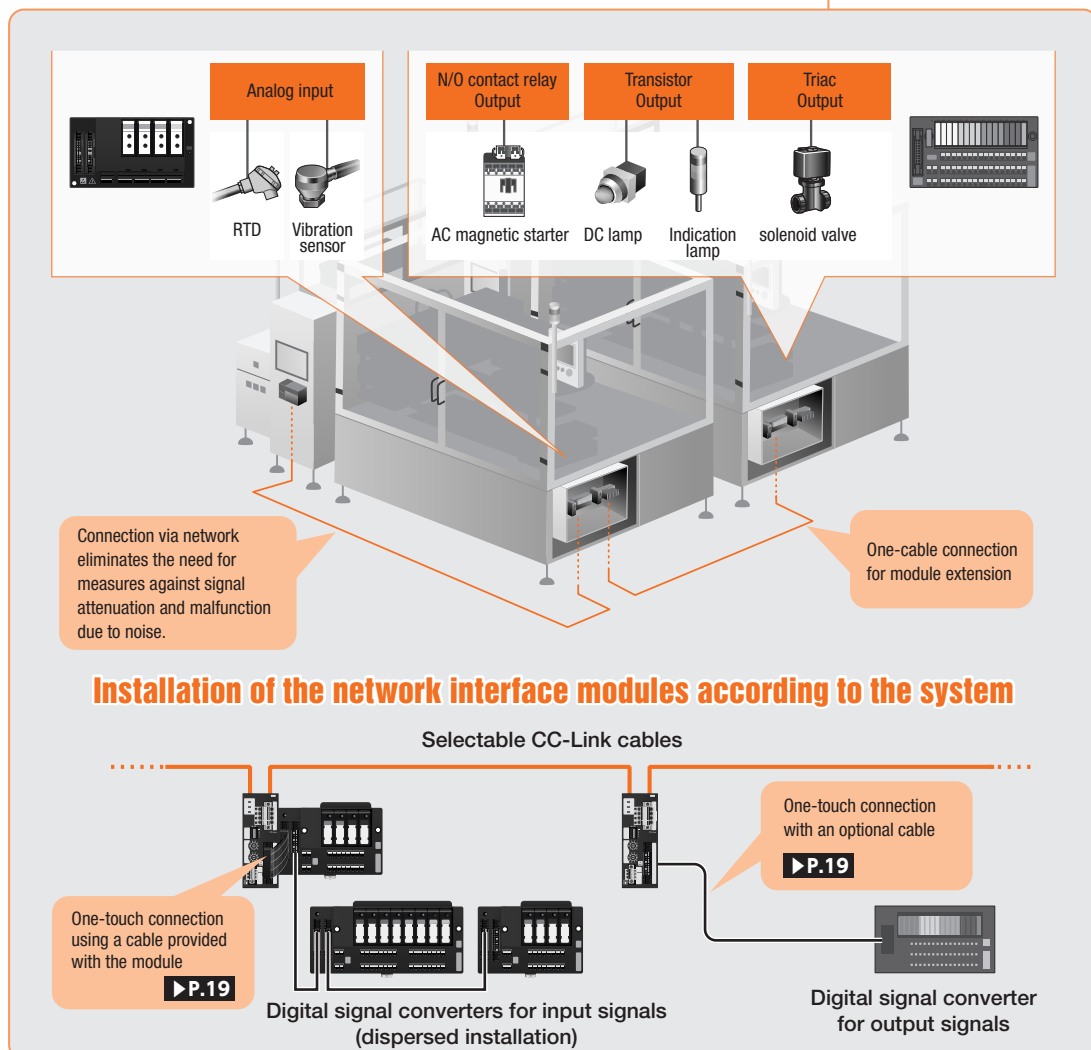 Analog input
N/O contact relay
Output
Transistor
Output
Triac
Output
RTD
Vibration
sensor
AC magnetic starter
DC lamp
Indication
lamp
solenoid valve
Connection via network
eliminates the need for
measures against signal
attenuation and malfunction
due to noise.
One-cable connection
for module extension
Installation of the network interface modules according to the system
Selectable CC-Link cables
One-touch connection
with an optional cable
▶P.19
One-touch connection
using a cable provided
with the module
▶P.19
Digital signal converters for input signals
(dispersed installation)
Digital signal converter
for output signals